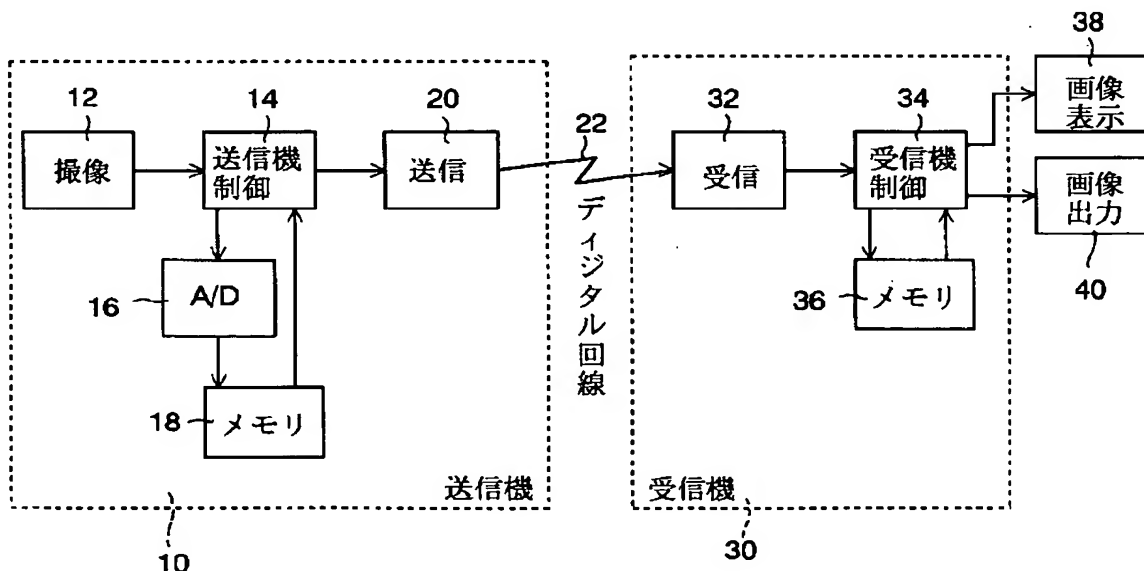 38
画像
表示
12
撮像
14
送信機
制御
20
送信
22
ディジタル回線
32
受信
34
受信機
制御
画像
出力
40
16
A/D
36
メモリ
18
メモリ
送信機
10
受信機
30